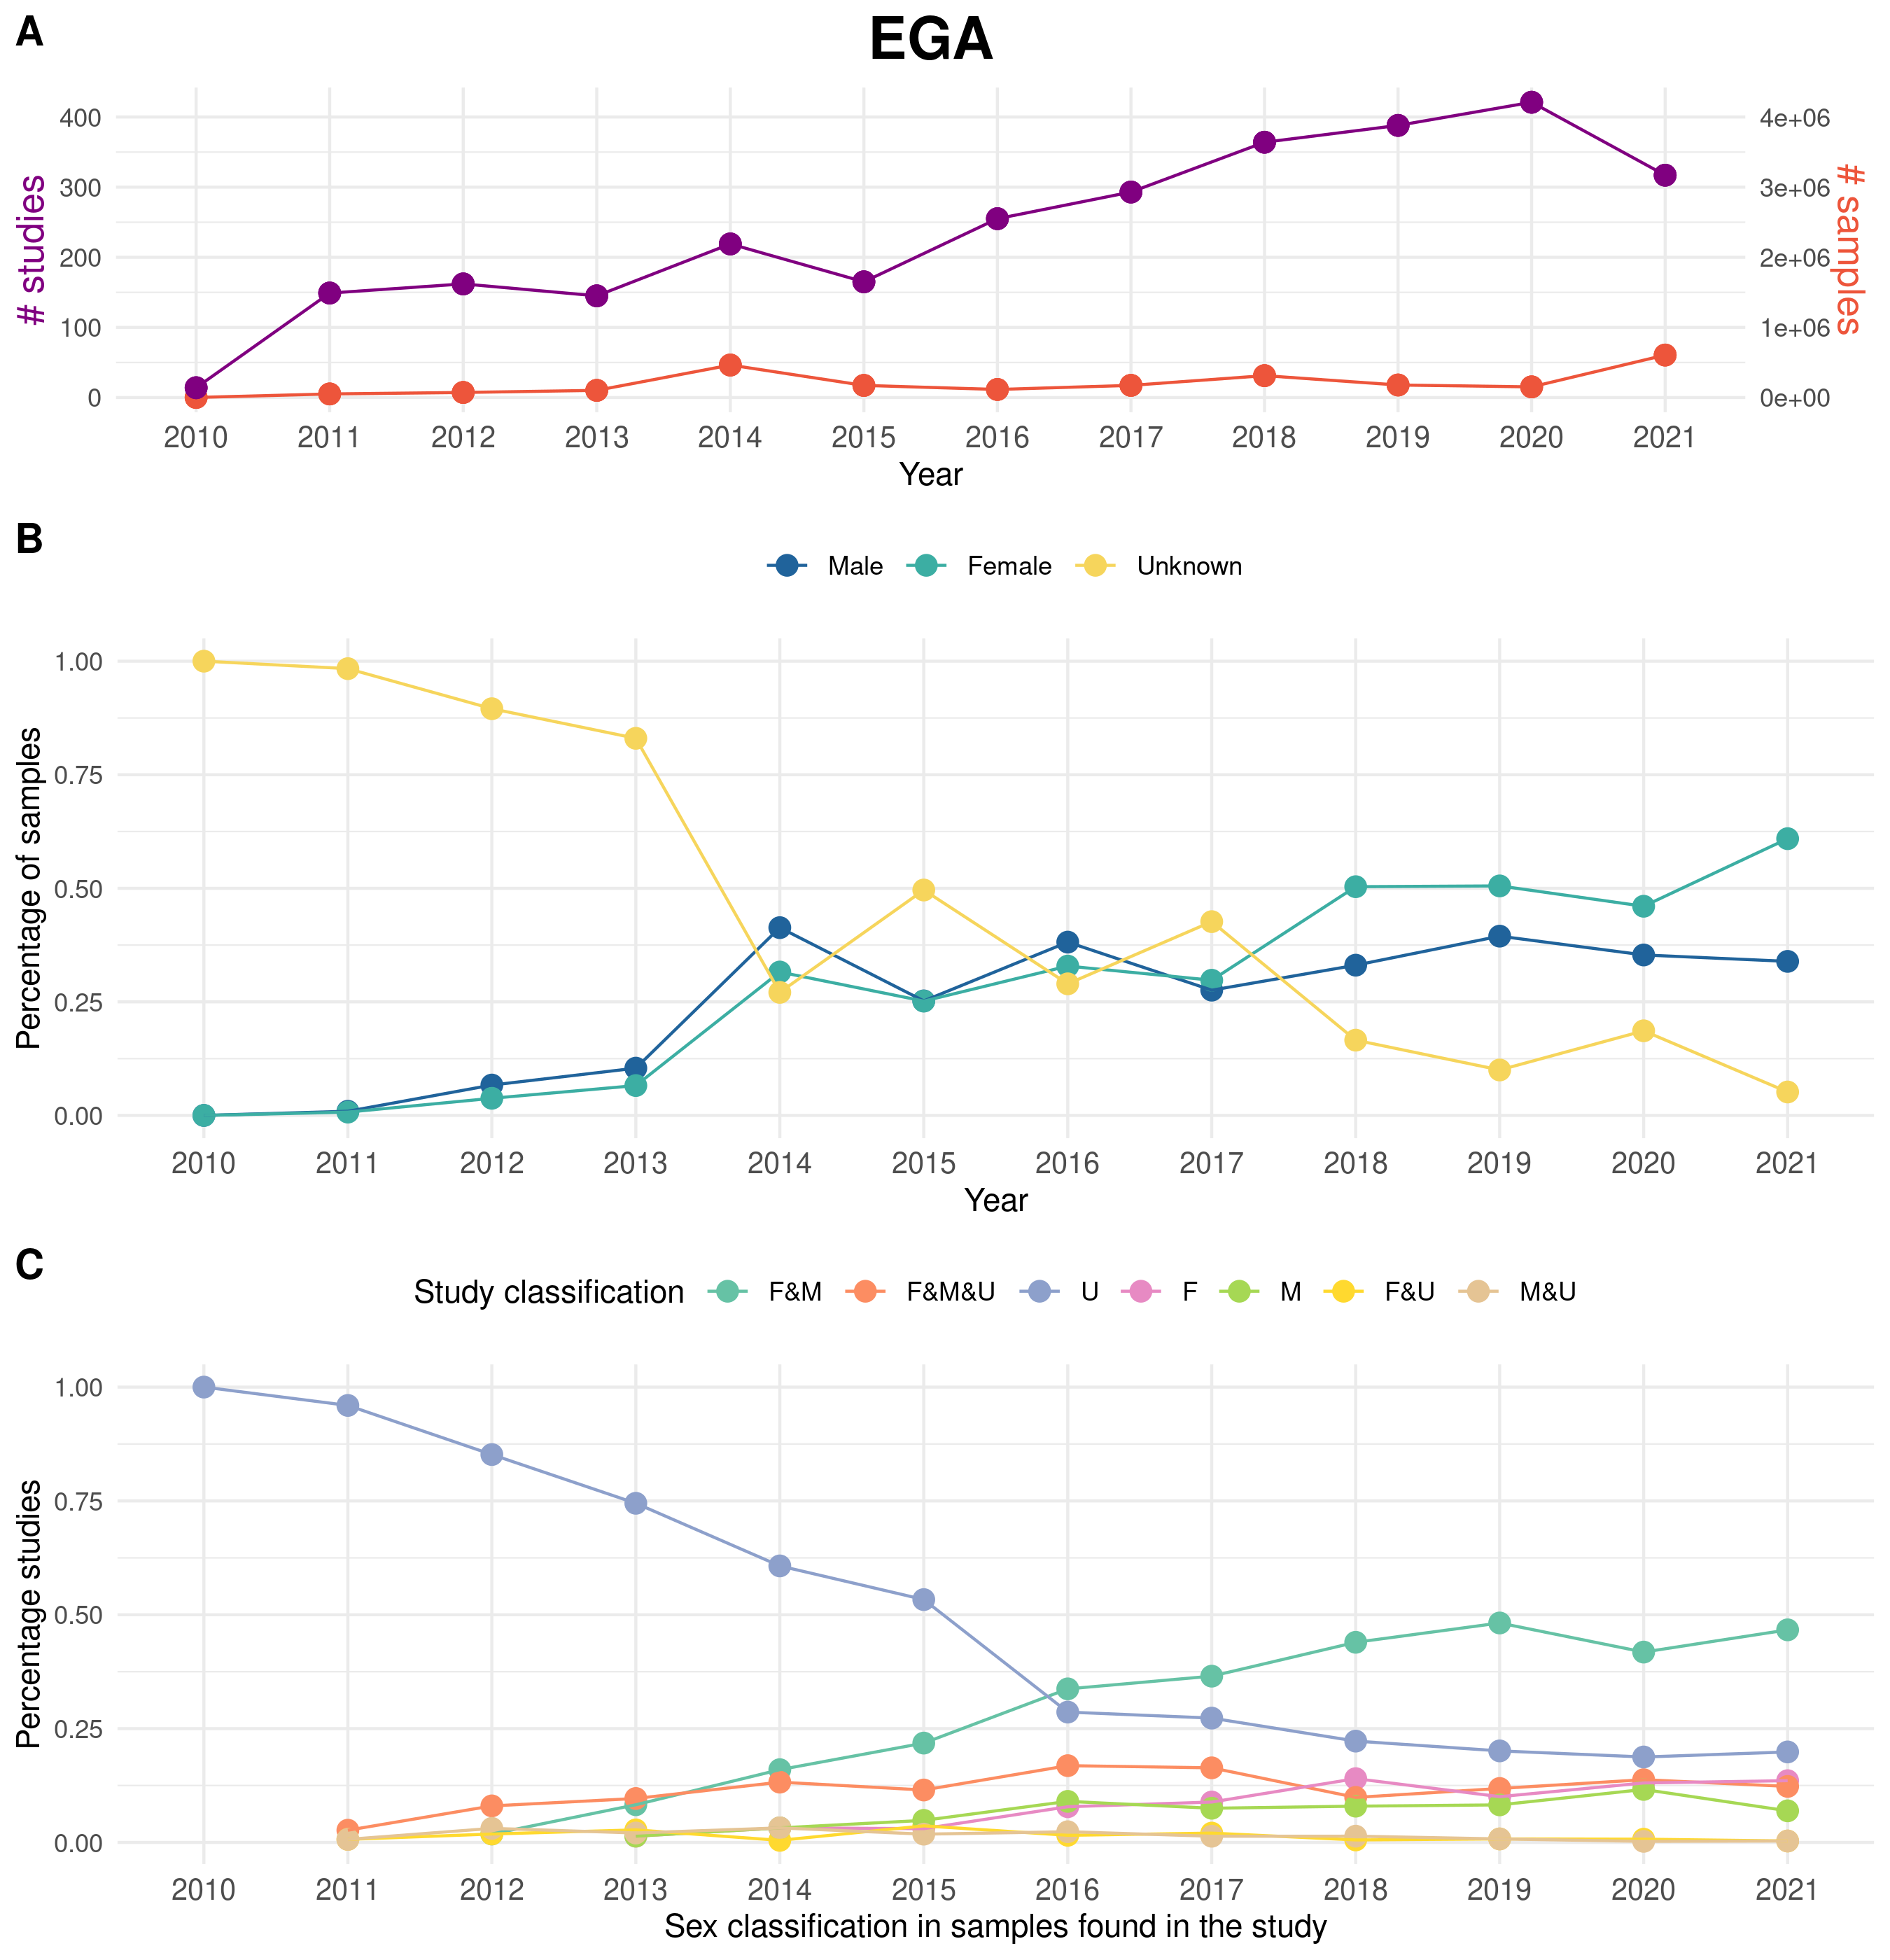 A
EGA
400
300
200
100
0
# studies
4e+06
3e+06
2e+06
1e+06
0e+00
# samples
2010 2011 2012 2013 2014 2015 2016 2017 2018 2019 2020 2021
Year
B
Male Female Unknown
1.00
0.75
0.50
0.25
0.00
Percentage of samples
2010 2011 2012 2013 2014 2015 2016 2017 2018 2019 2020 2021
Year
C
Study classification F&M F&M&U U F M F&U M&U
1.00
0.75
0.50
0.25
0.00
Percentage studies
2010 2011 2012 2013 2014 2015 2016 2017 2018 2019 2020 2021
Sex classification in samples found in the study